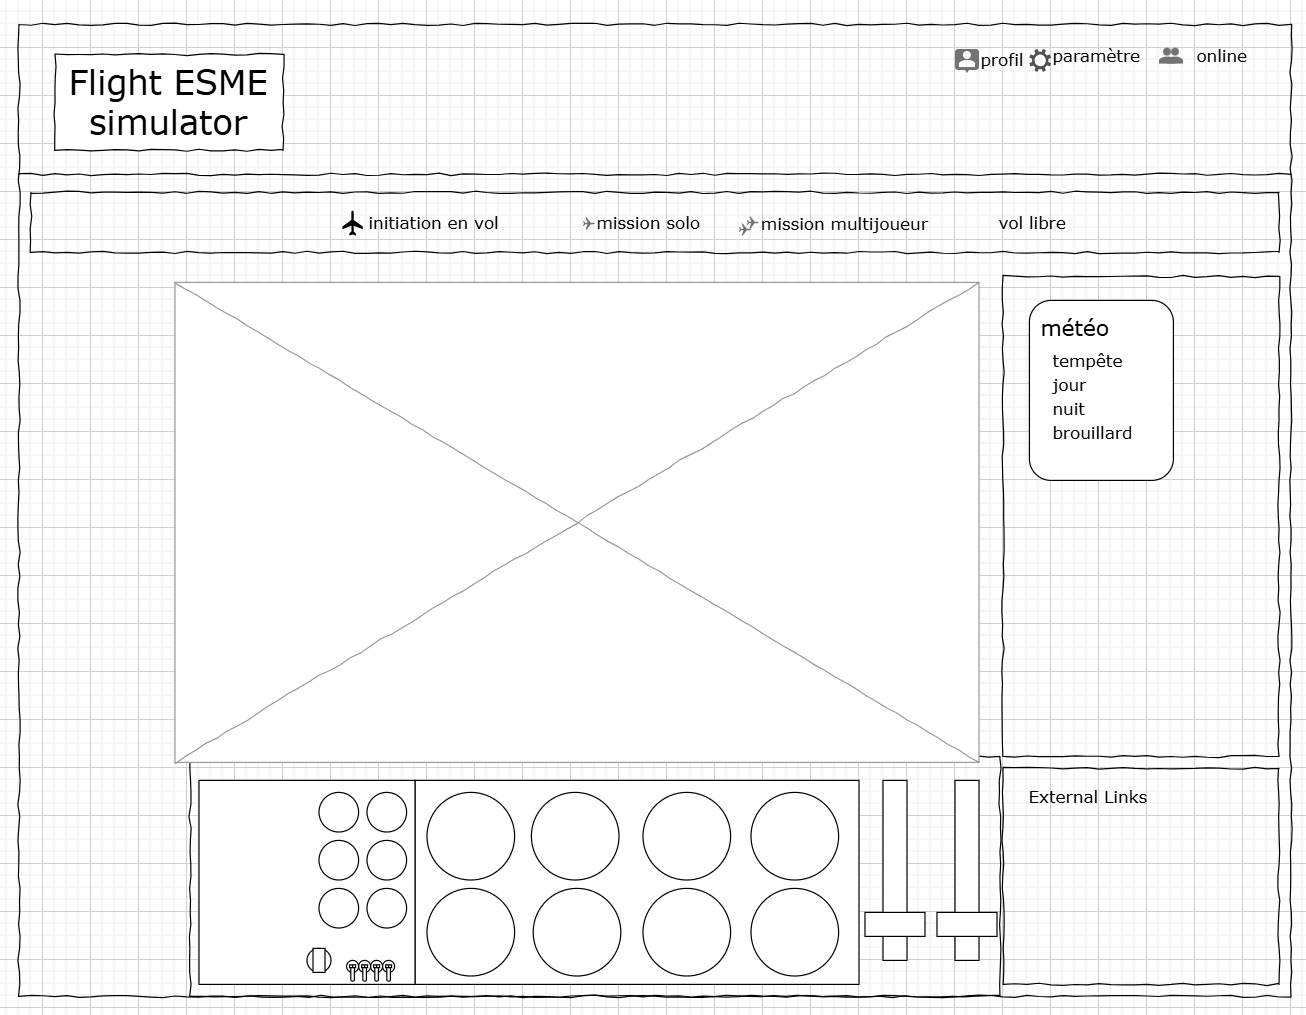 Flight ESME
simulator
profil
paramètre
online
initiation en vol
mission solo
mission multijoueur
vol libre
météo
tempête
jour
nuit
brouillard
External Links